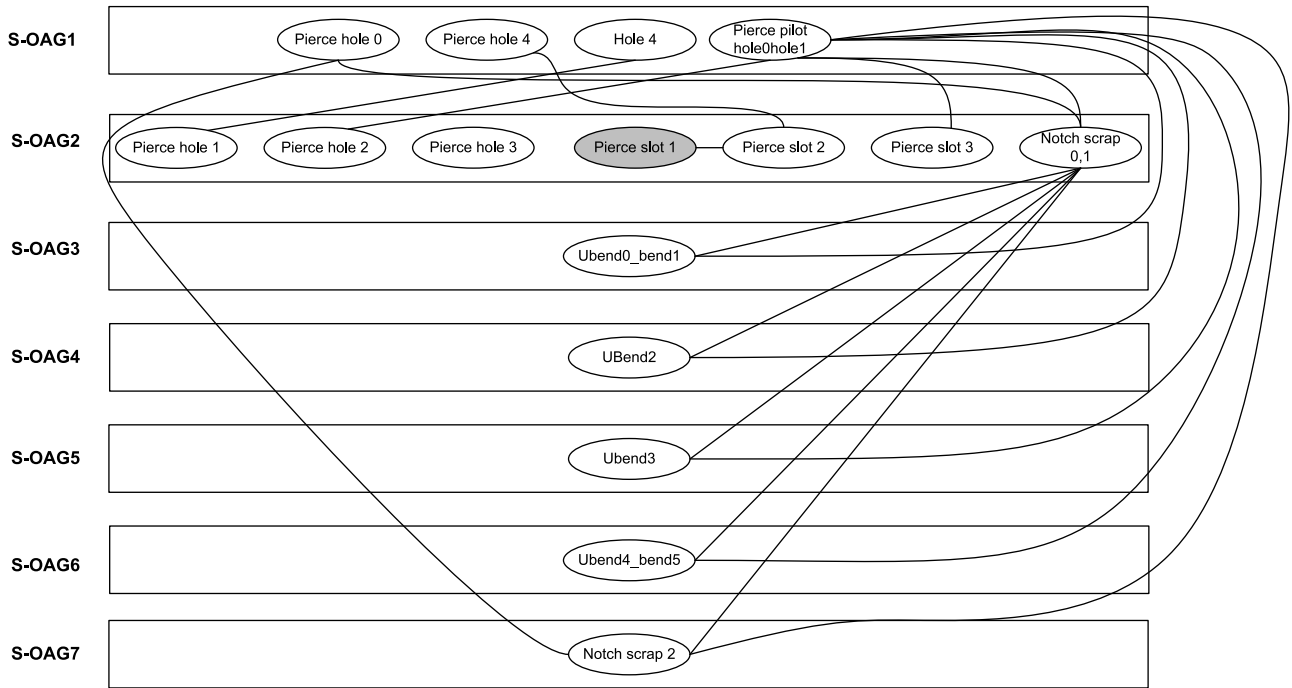 S-OAG1
Pierce hole 0
Pierce hole 4
Hole 4
Pierce pilot
hole0hole1
S-OAG2
Pierce hole 1
Pierce hole 2
Pierce hole 3
Pierce slot 1
Pierce slot 2
Pierce slot 3
Notch scrap
0,1
S-OAG3
Ubend0_bend1
S-OAG4
UBend2
S-OAG5
Ubend3
S-OAG6
Ubend4_bend5
S-OAG7
Notch scrap 2